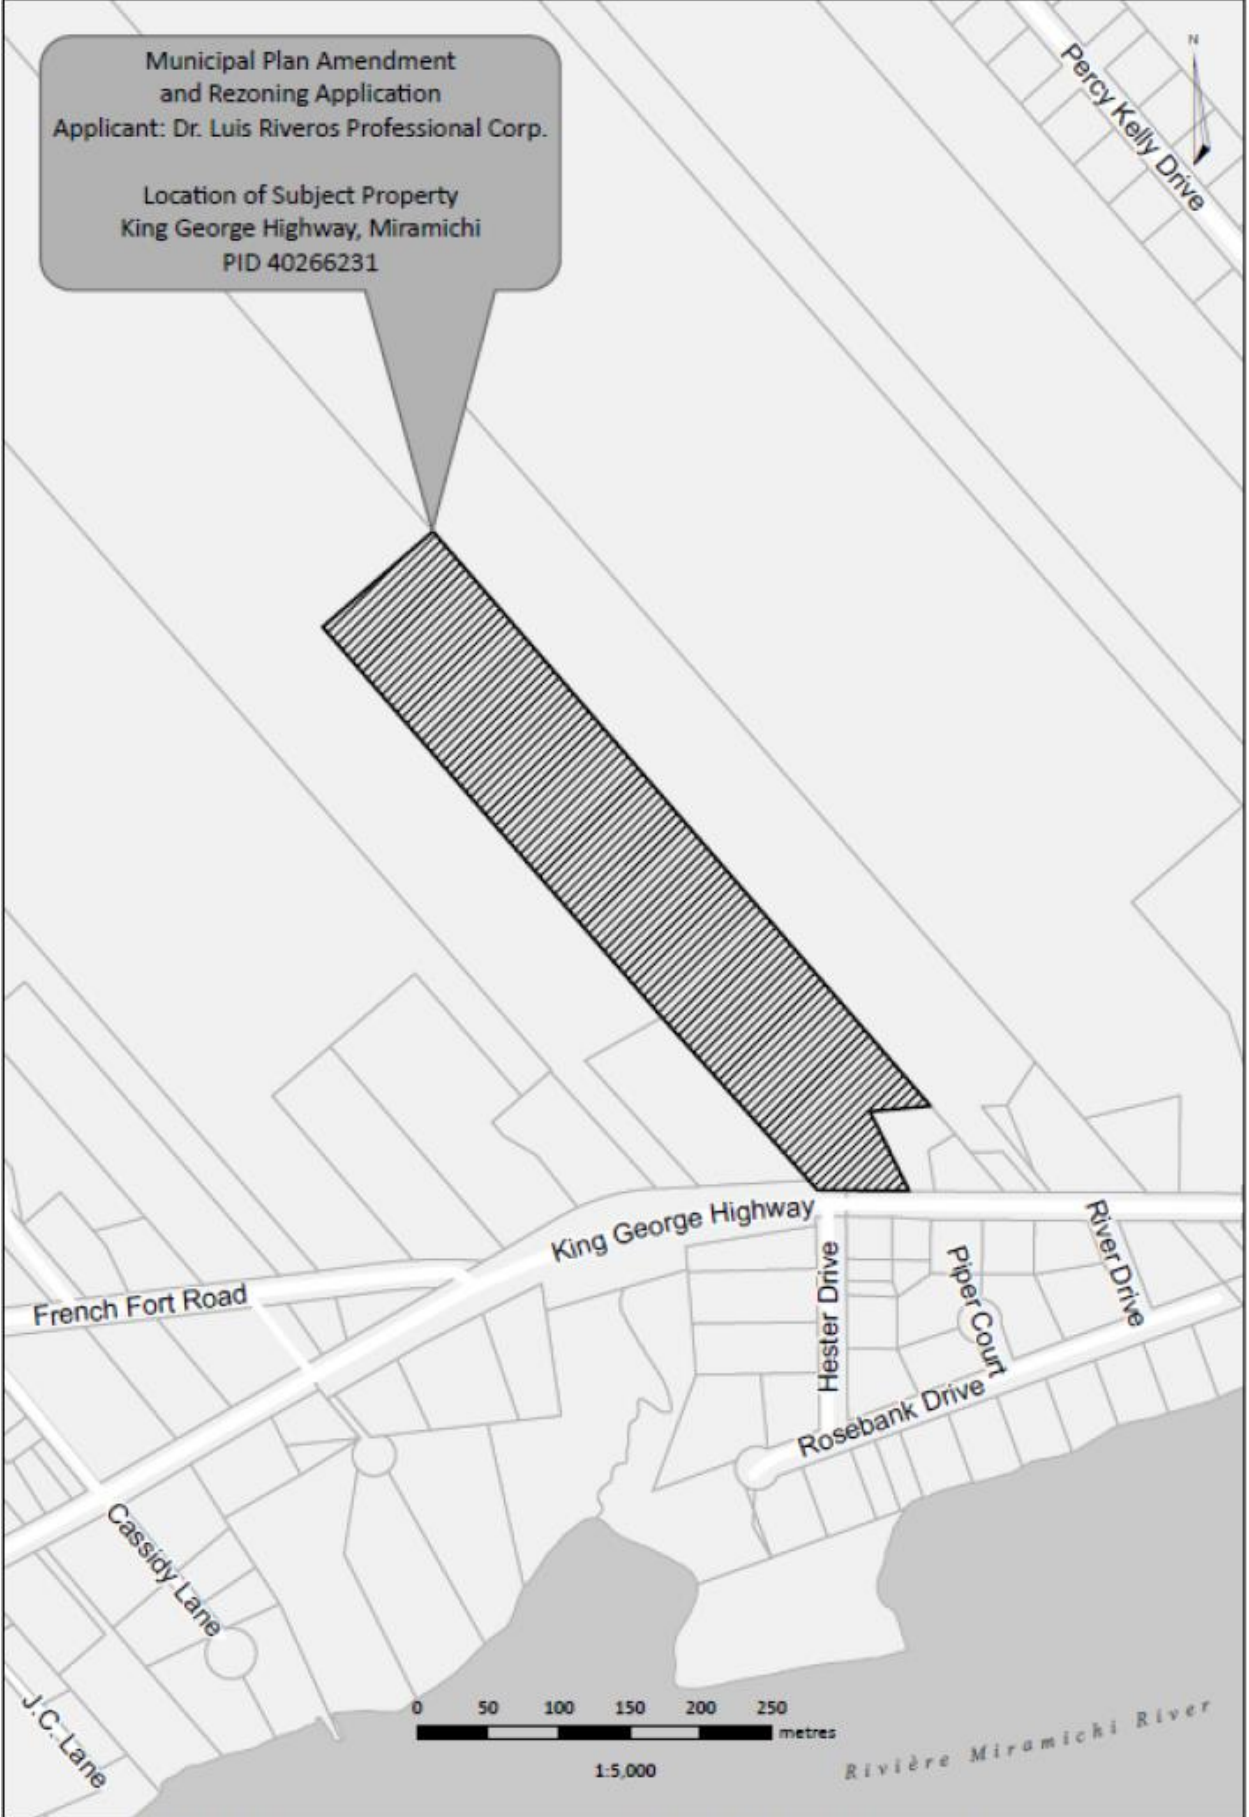 Municipal Plan Amendment
and Rezoning Application
Applicant: Dr. Luis Riveros Professional Corp.
Location of Subject Property
King George Highway, Miramichi
PID 40266231
N
Percy Kelly Drive
King George Highway
French Fort Road
Hester Drive
Piper Court
River Drive
Rosebank Drive
Cassidy Lane
J.C. Lane
0 50 100 150 200 250
metres
1:5,000
Rivière Miramichi River